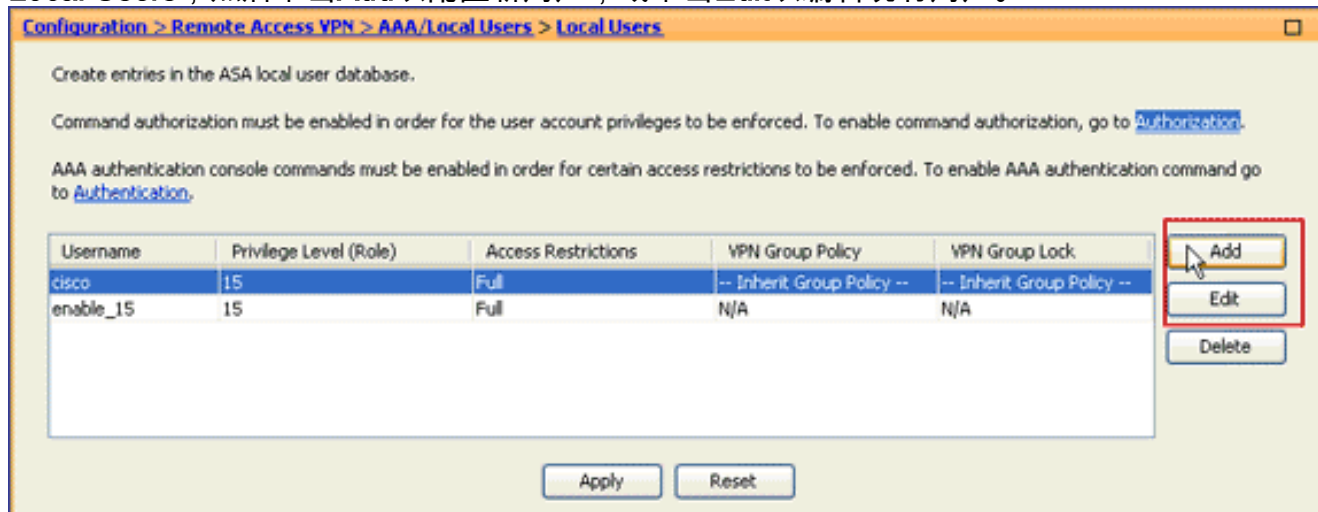 Configuration > Remote Access VPN > AAA/Local Users > Local Users
Create entries in the ASA local user database.
Command authorization must be enabled in order for the user account privileges to be enforced. To enable command authorization, go to Authorization.
AAA authentication console commands must be enabled in order for certain access restrictions to be enforced. To enable AAA authentication command go
to Authentication.
Username Privilege Level (Role) Access Restrictions VPN Group Policy VPN Group Lock
cisco 15 Full -- Inherit Group Policy -- -- Inherit Group Policy --
enable_15 15 Full N/A N/A
Add
Edit
Delete
Apply Reset